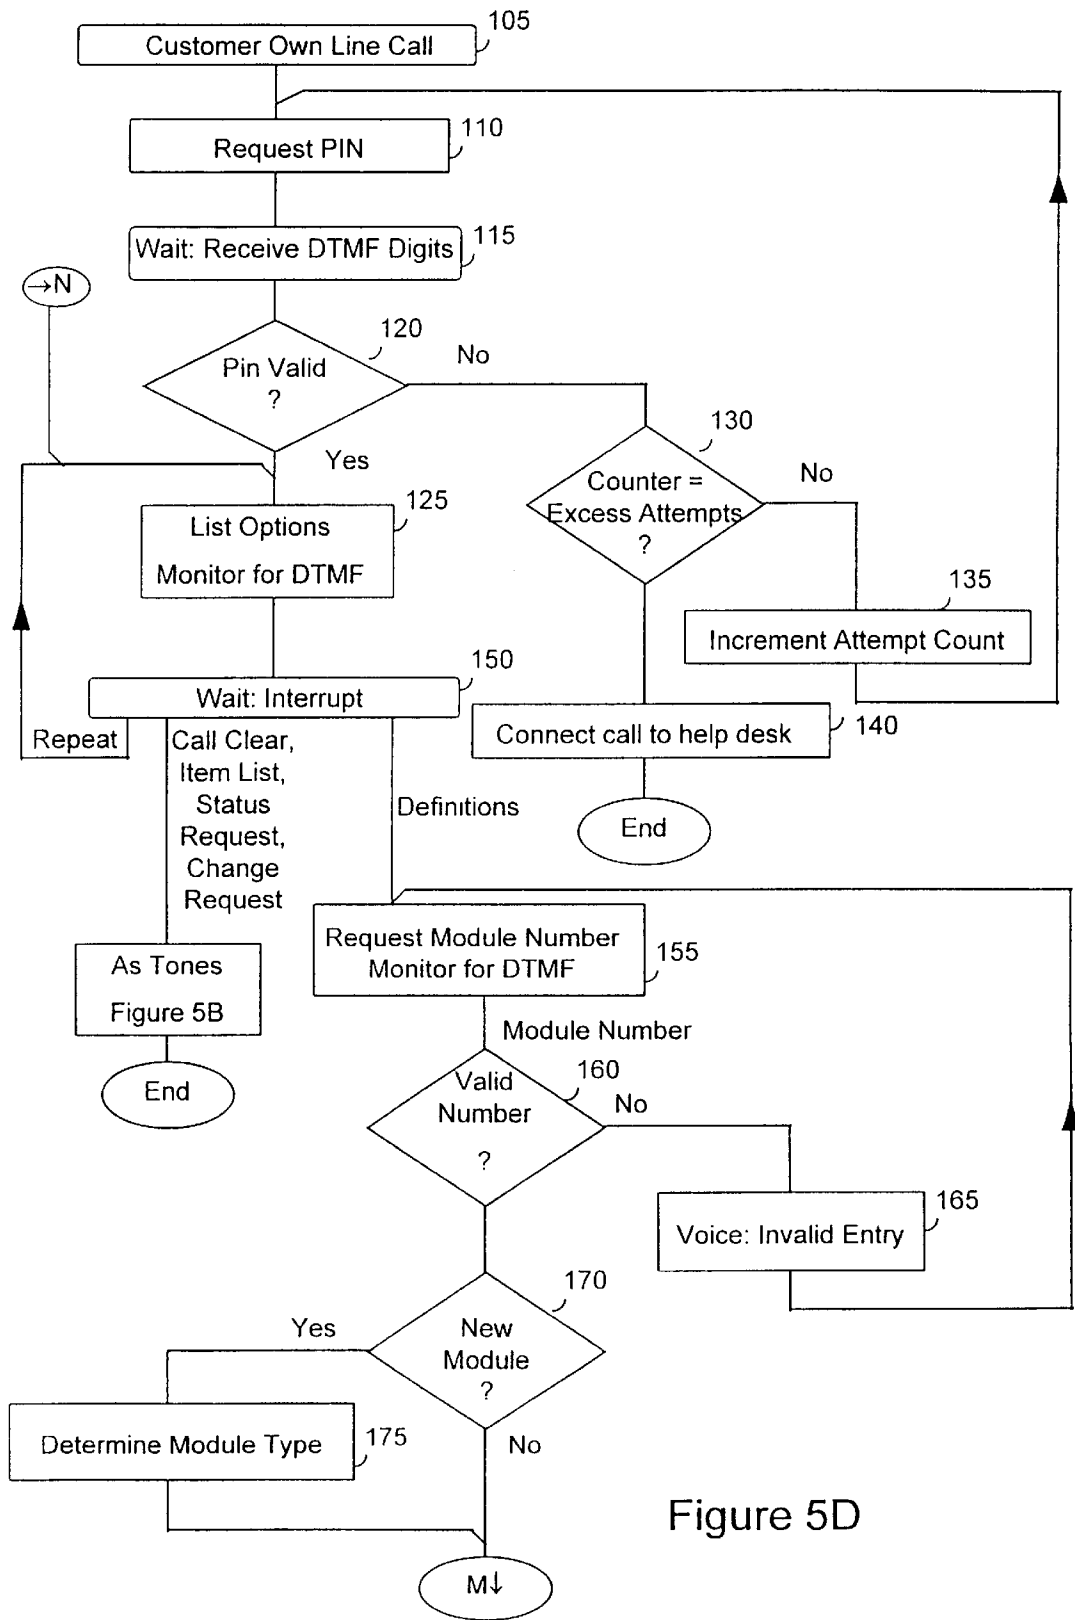 Customer Own Line Call
105
Request PIN
110
Wait: Receive DTMF Digits
115
→N
Pin Valid
?
120
No
Yes
Counter =
Excess Attempts
?
130
No
List Options
Monitor for DTMF
125
Increment Attempt Count
135
Wait: Interrupt
150
Connect call to help desk
140
Repeat
Call Clear,
Item List,
Status
Request,
Change
Request
Definitions
End
Request Module Number
Monitor for DTMF
155
As Tones
Figure 5B
Module Number
End
Valid
Number
?
160
No
Voice: Invalid Entry
165
New
Module
?
170
Yes
No
Determine Module Type
175
Figure 5D
M↓